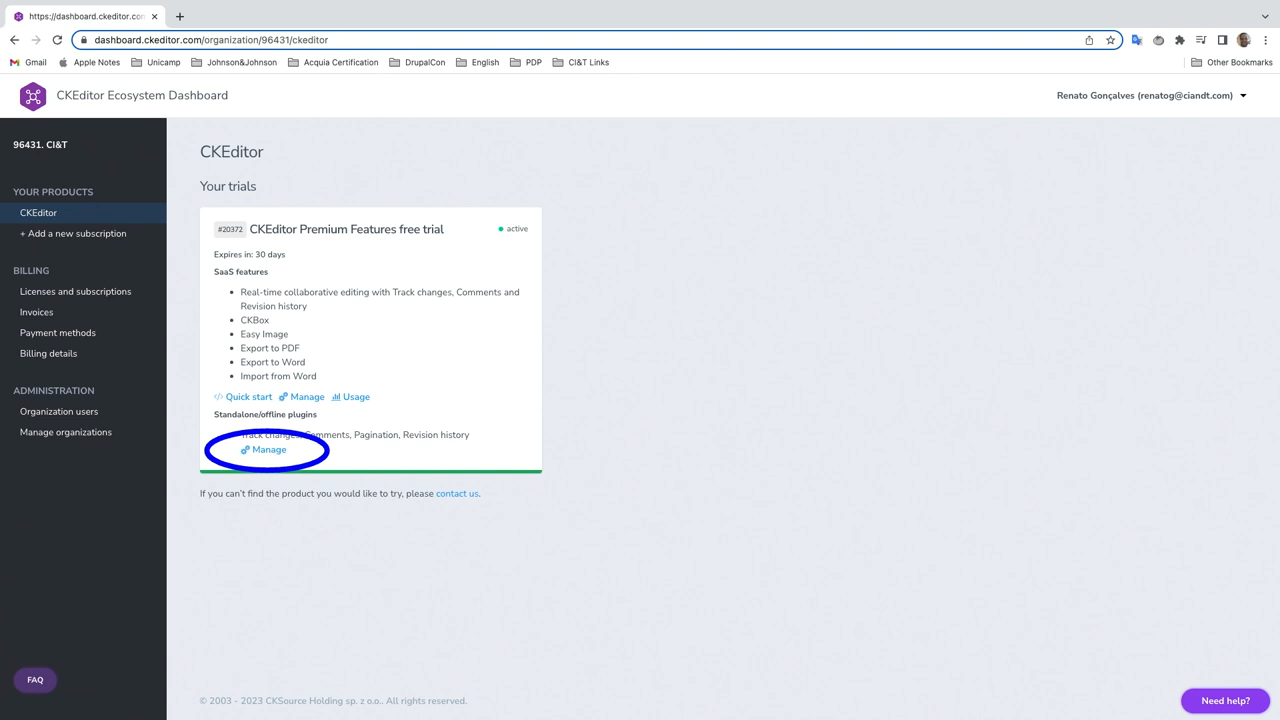 https://dashboard.ckeditor.con
dashboard.ckeditor.com/organization/96431/ckeditor
Gmail Apple Notes Unicamp Johnson&Johnson Acquia Certification DrupalCon English PDP CI&T Links Other Bookmarks
CKEditor Ecosystem Dashboard
Renato Gonçalves (renatog@ciandt.com)
96431. CI&T
YOUR PRODUCTS
CKEditor
+ Add a new subscription
BILLING
Licenses and subscriptions
Invoices
Payment methods
Billing details
ADMINISTRATION
Organization users
Manage organizations
FAQ
CKEditor
Your trials
#20372 CKEditor Premium Features free trial active
Expires in: 30 days
SaaS features
Real-time collaborative editing with Track changes, Comments and
Revision history
CKBox
Easy Image
Export to PDF
Export to Word
Import from Word
Quick start Manage Usage
Standalone/offline plugins
Track changes, Comments, Pagination, Revision history
Manage
If you can't find the product you would like to try, please contact us.
© 2003 - 2023 CKSource Holding sp. z o.o.. All rights reserved.
Need help?